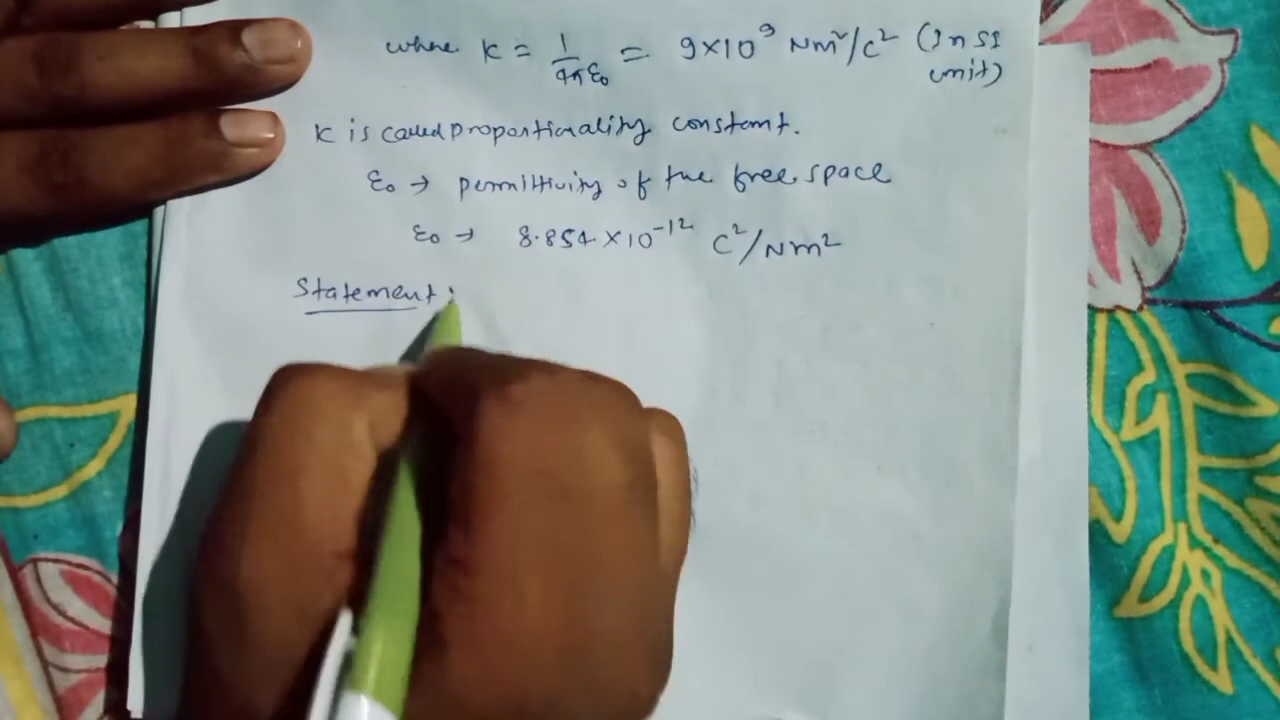 where K = 1/4πε₀ = 9×10⁹ Nm²/C² (In SI unit)
K is called proportionality constant.
ε₀ → permittivity of the free space
ε₀ → 8.854×10⁻¹² C²/Nm²
Statement: